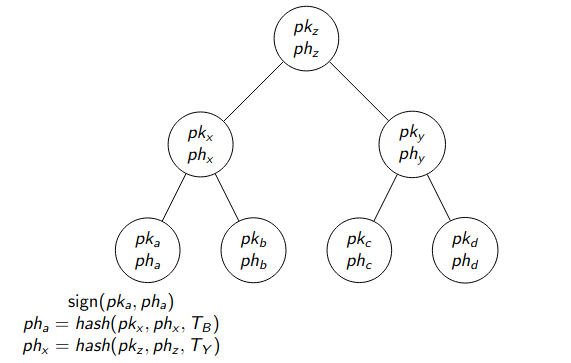 pk_z
ph_z
pk_x
ph_x
pk_y
ph_y
pk_a
ph_a
pk_b
ph_b
pk_c
ph_c
pk_d
ph_d
sign(pk_a, ph_a)
ph_a = hash(pk_x, ph_x, T_B)
ph_x = hash(pk_z, ph_z, T_Y)